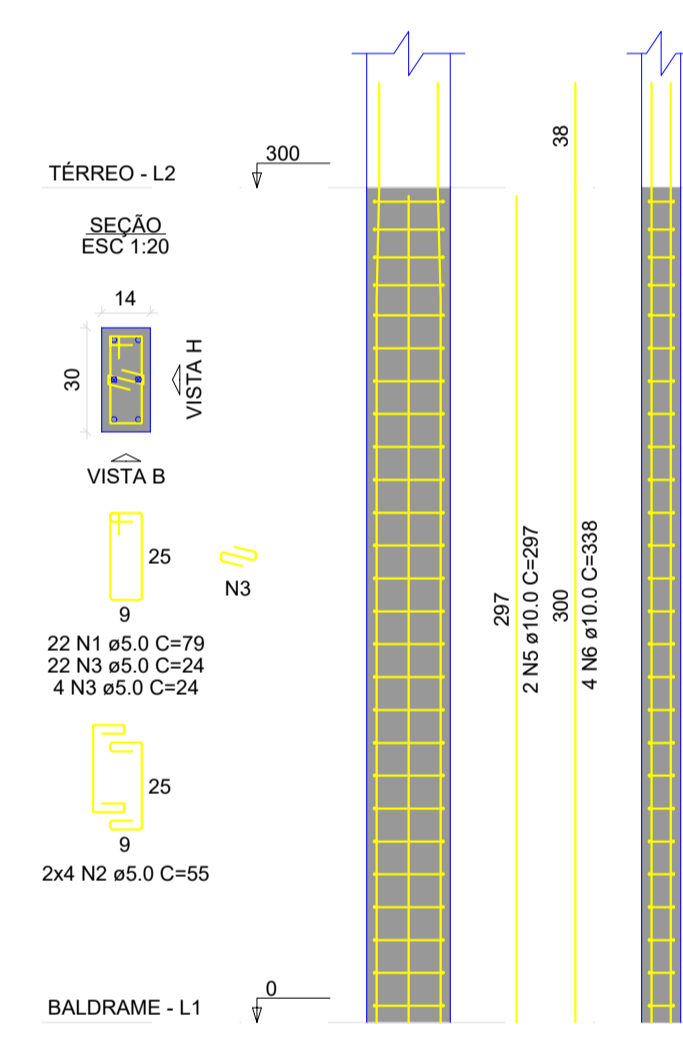 38
300
TÉRREO - L2
SEÇÃO
ESC 1:20
14
30
VISTA H
VISTA B
25
9
N3
22 N1 ø5.0 C=79
22 N3 ø5.0 C=24
4 N3 ø5.0 C=24
25
9
2x4 N2 ø5.0 C=55
297
2 N5 ø10.0 C=297
300
4 N6 ø10.0 C=338
0
BALDRAME - L1